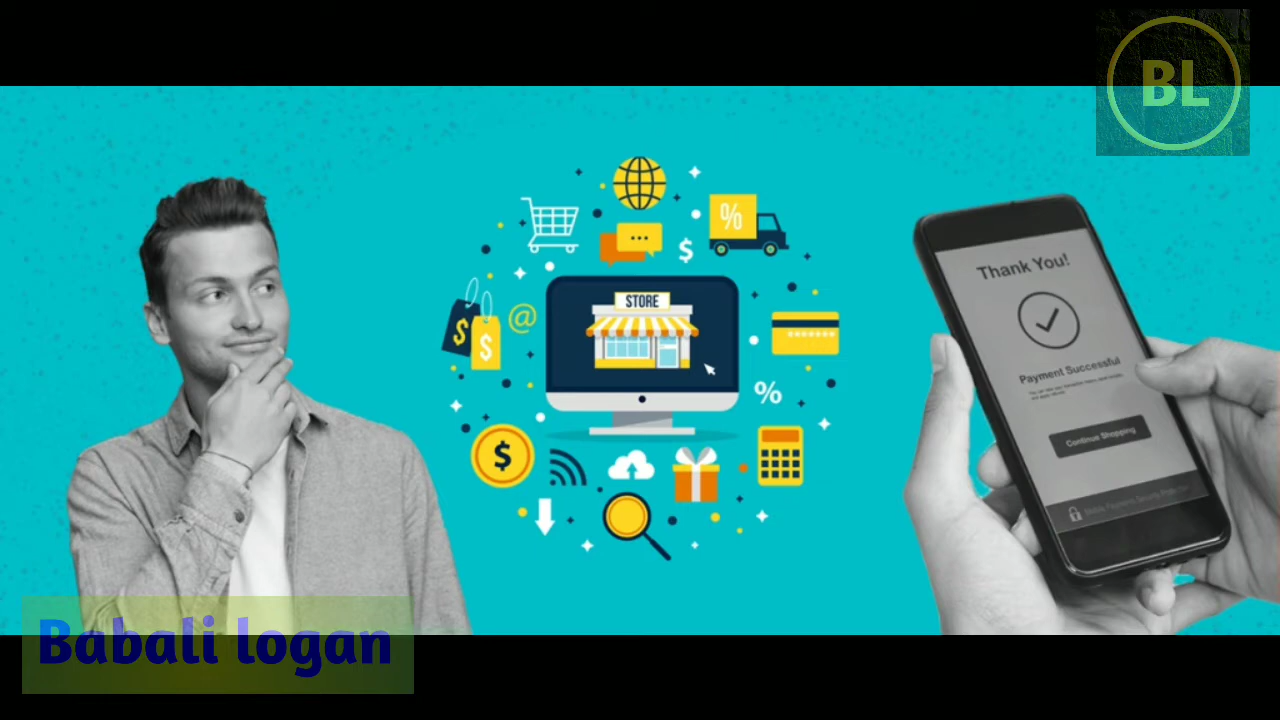 BL
%
$
STORE
$
$
@
%
$
Thank You!
Payment Successful
Continue Shopping
Babali logan